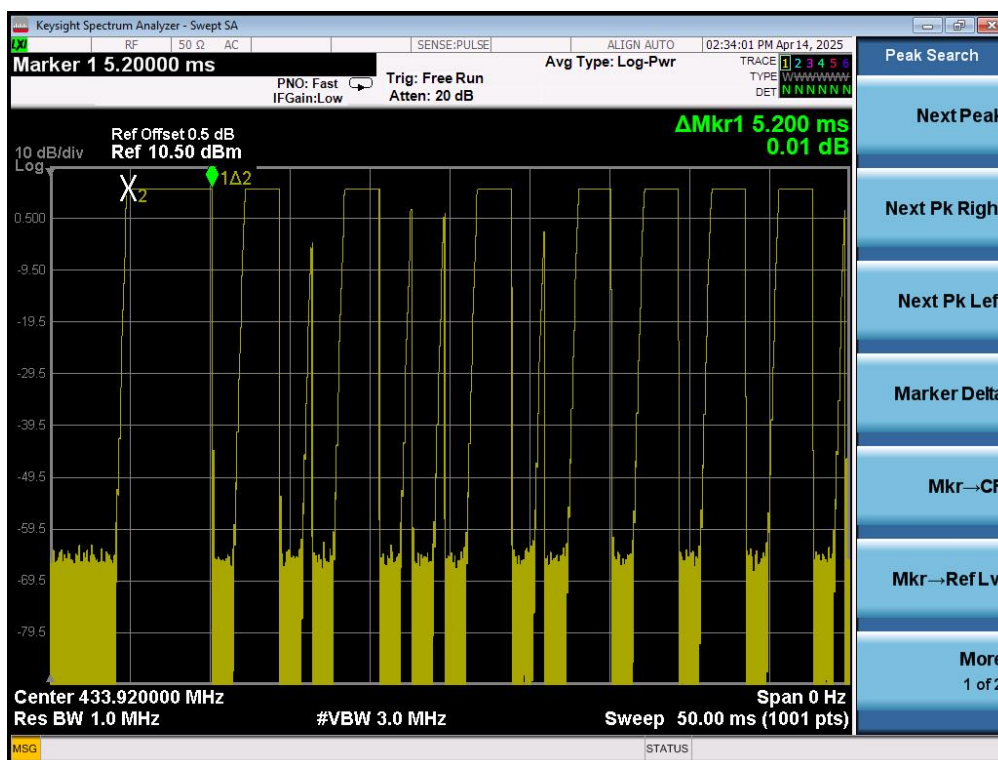 Keysight Spectrum Analyzer - Swept SA
LXI RF 50 Ω AC SENSE:PULSE ALIGN AUTO 02:34:01 PM Apr 14, 2025
Marker 1 5.20000 ms
PNO: Fast
IFGain:Low
Trig: Free Run
Atten: 20 dB
Avg Type: Log-Pwr
TRACE 1 2 3 4 5 6
TYPE WWWWWW
DET N N N N N N
ΔMkr1 5.200 ms
0.01 dB
Ref Offset 0.5 dB
Ref 10.50 dBm
10 dB/div
Log
1Δ2
X2
0.500
-9.50
-19.5
-29.5
-39.5
-49.5
-59.5
-69.5
-79.5
Center 433.920000 MHz
Span 0 Hz
Res BW 1.0 MHz
#VBW 3.0 MHz
Sweep 50.00 ms (1001 pts)
MSG
STATUS
Peak Search
Next Peak
Next Pk Righ
Next Pk Lef
Marker Delta
Mkr→CF
Mkr→Ref Lv
More
1 of 2